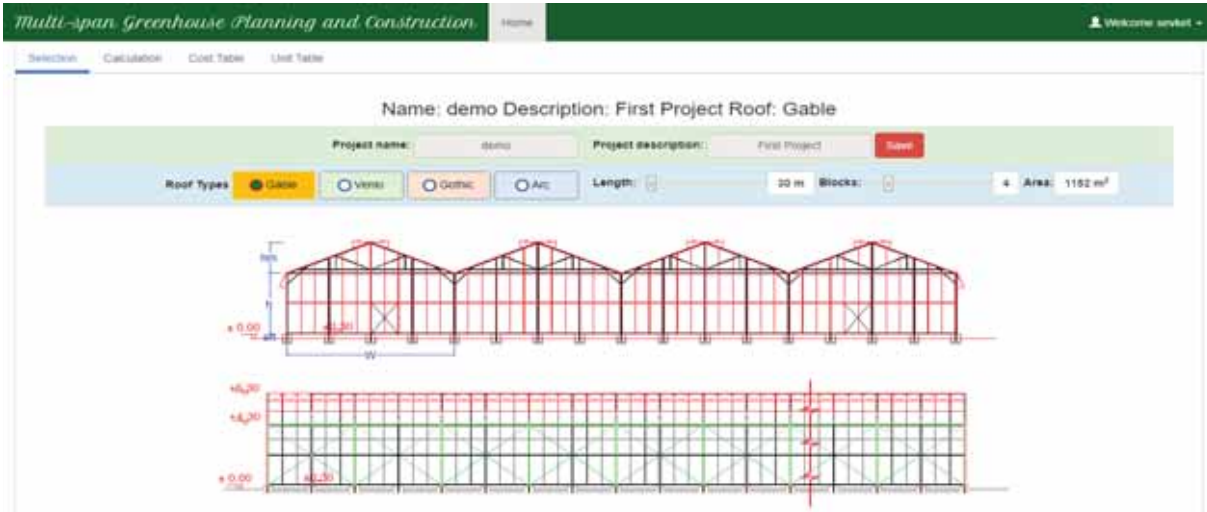 Multi-span Greenhouse Planning and Construction Home Welcome sevket
Selection Calculation Cost Table Unit Table
Name: demo Description: First Project Roof: Gable
Project name: demo Project description: First Project Save
Roof Types Gable Venlo Gothic Arc Length: 30 m Blocks: 4 Area: 1152 m²
h
± 0.00
W
± 0.00